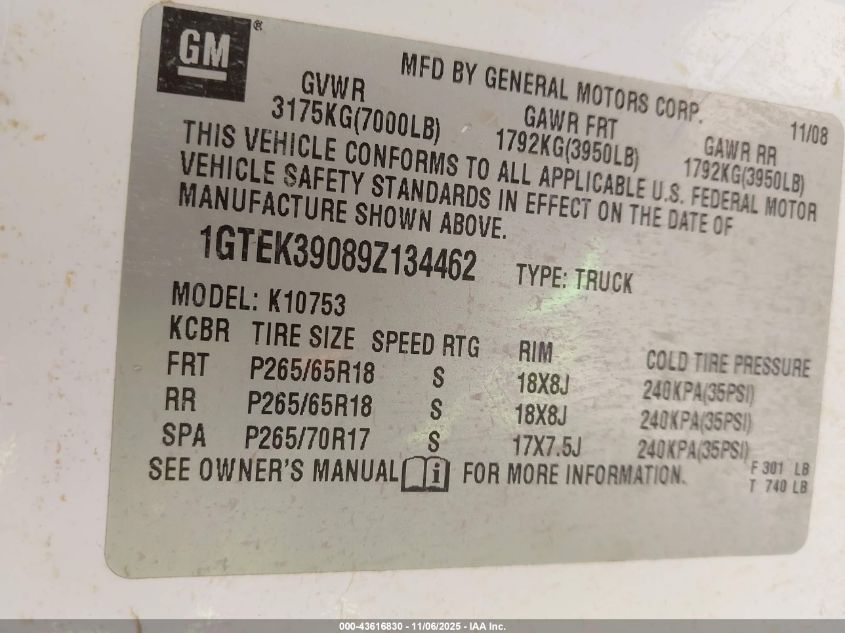 GM ®
MFD BY GENERAL MOTORS CORP. 11/08
GVWR GAWR FRT GAWR RR
3175KG(7000LB) 1792KG(3950LB) 1792KG(3950LB)
THIS VEHICLE CONFORMS TO ALL APPLICABLE U.S. FEDERAL MOTOR
VEHICLE SAFETY STANDARDS IN EFFECT ON THE DATE OF
MANUFACTURE SHOWN ABOVE.
1GTEK39089Z134462 TYPE: TRUCK
MODEL: K10753
KCBR TIRE SIZE SPEED RTG RIM COLD TIRE PRESSURE
FRT P265/65R18 S 18X8J 240KPA(35PSI)
RR P265/65R18 S 18X8J 240KPA(35PSI)
SPA P265/70R17 S 17X7.5J 240KPA(35PSI)
SEE OWNER'S MANUAL i FOR MORE INFORMATION.
F 301 LB
T 740 LB
000-43616830 - 11/06/2025 - IAA Inc.